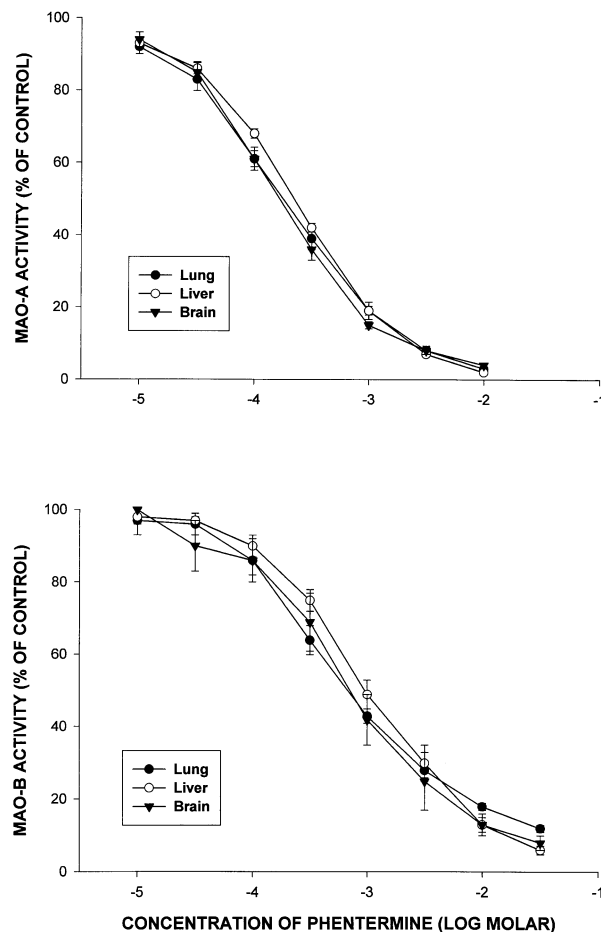 MAO-A ACTIVITY (% OF CONTROL)
100
80
60
40
20
0
Lung
Liver
Brain
-5
-4
-3
-2
-1
MAO-B ACTIVITY (% OF CONTROL)
100
80
60
40
20
0
Lung
Liver
Brain
-5
-4
-3
-2
-1
CONCENTRATION OF PHENTERMINE (LOG MOLAR)